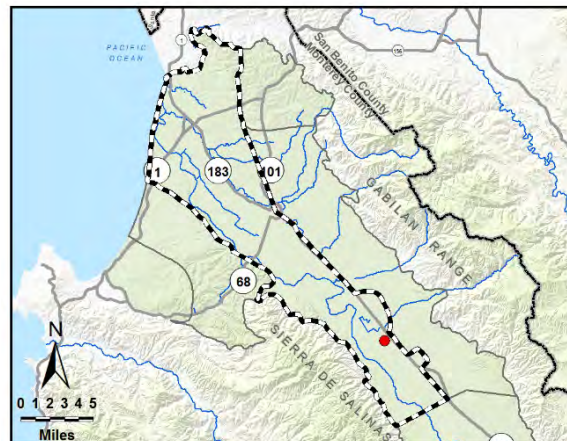 1
156
PACIFIC
OCEAN
San Benito County
Monterey County
1
183
101
GABILAN RANGE
68
SIERRA DE SALINAS
N
0 1 2 3 4 5
Miles